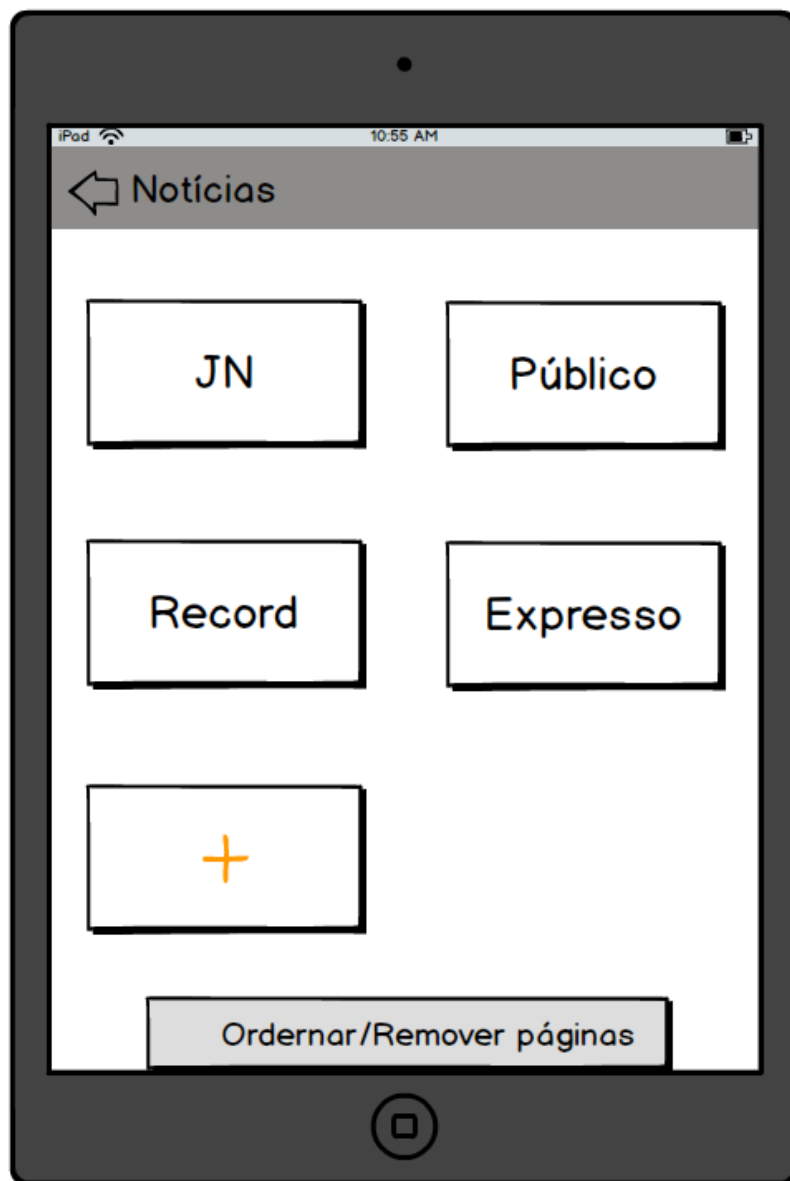 iPad 10:55 AM
Notícias
JN Público
Record Expresso
+
Ordernar/Remover páginas